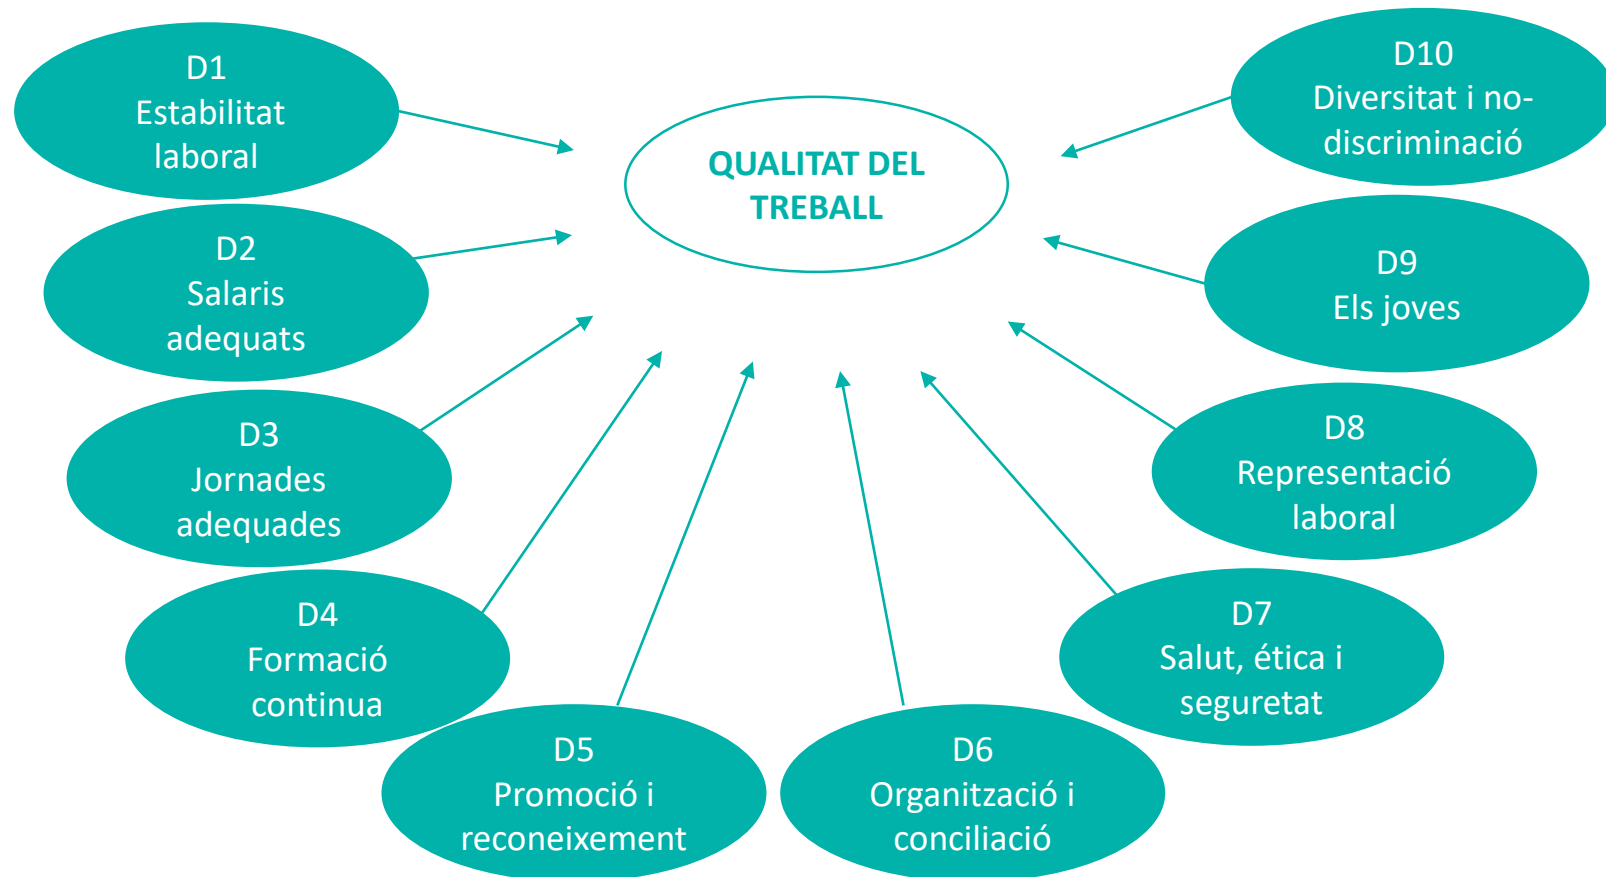 QUALITAT DEL
TREBALL
D1
Estabilitat
laboral
D2
Salaris
adequats
D3
Jornades
adequades
D4
Formació
continua
D5
Promoció i
reconeixement
D6
Organització i
conciliació
D7
Salut, ética i
seguretat
D8
Representació
laboral
D9
Els joves
D10
Diversitat i no-
discriminació